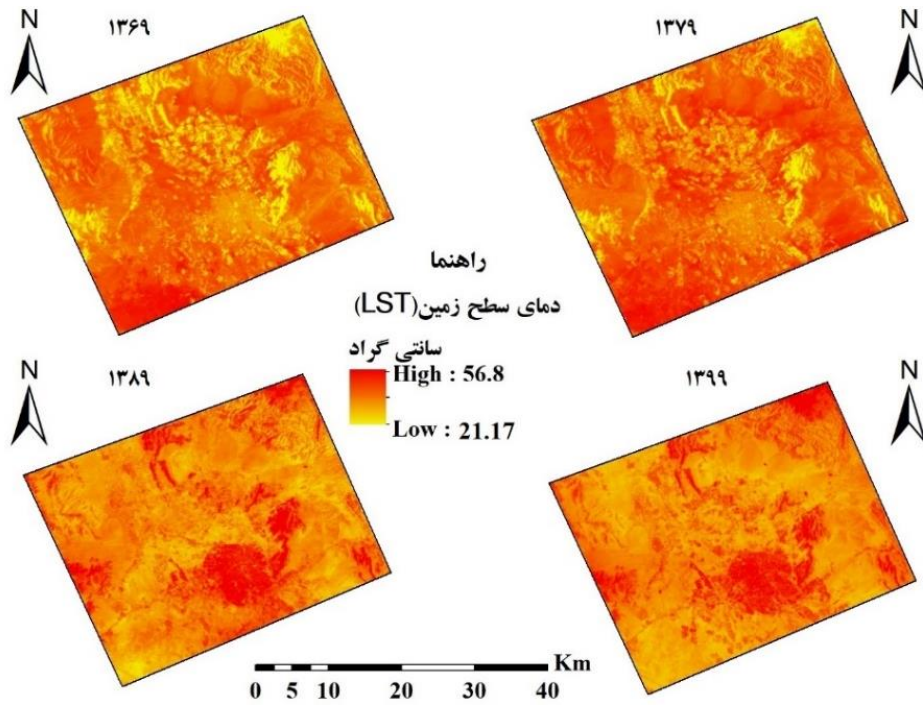 N
۱۳۶۹
۱۳۷۹
N
راهنما
دمای سطح زمین(LST)
سانتی گراد
High : 56.8
Low : 21.17
N
۱۳۸۹
۱۳۹۹
N
Km
0 5 10 20 30 40